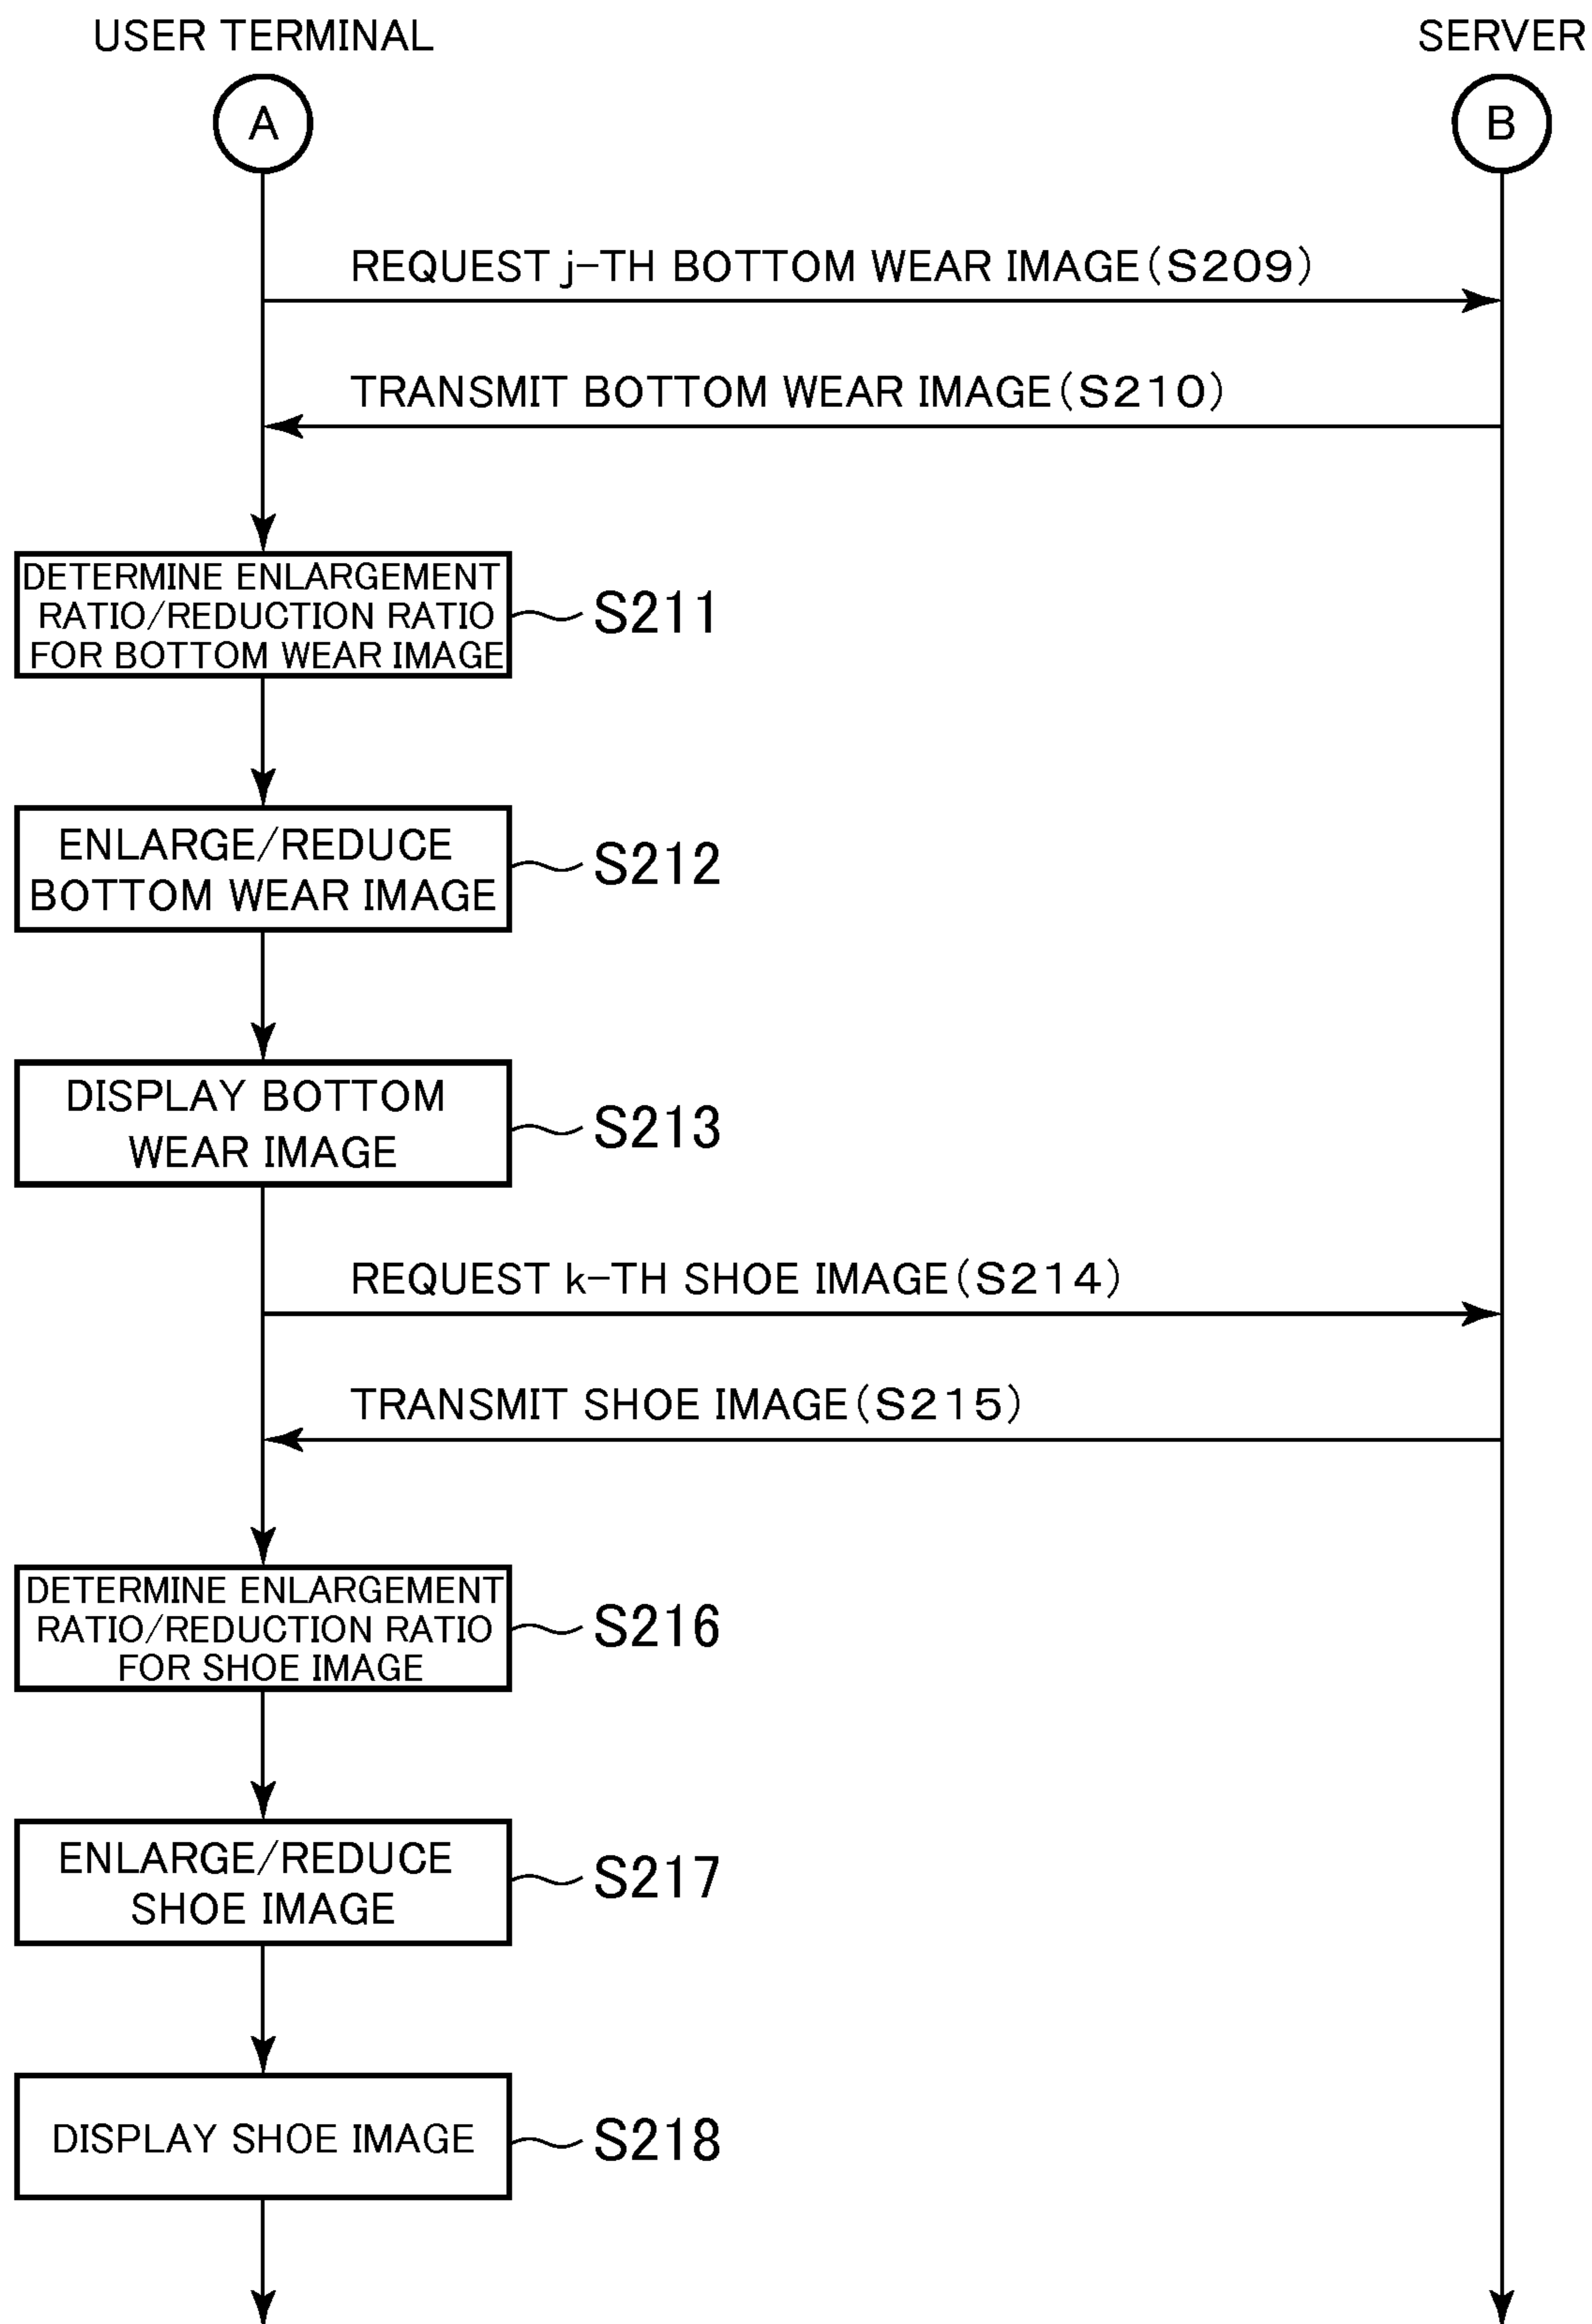 USER TERMINAL
SERVER
A
B
REQUEST j-TH BOTTOM WEAR IMAGE(S209)
TRANSMIT BOTTOM WEAR IMAGE(S210)
DETERMINE ENLARGEMENT
RATIO/REDUCTION RATIO
FOR BOTTOM WEAR IMAGE
S211
ENLARGE/REDUCE
BOTTOM WEAR IMAGE
S212
DISPLAY BOTTOM
WEAR IMAGE
S213
REQUEST k-TH SHOE IMAGE(S214)
TRANSMIT SHOE IMAGE(S215)
DETERMINE ENLARGEMENT
RATIO/REDUCTION RATIO
FOR SHOE IMAGE
S216
ENLARGE/REDUCE
SHOE IMAGE
S217
DISPLAY SHOE IMAGE
S218